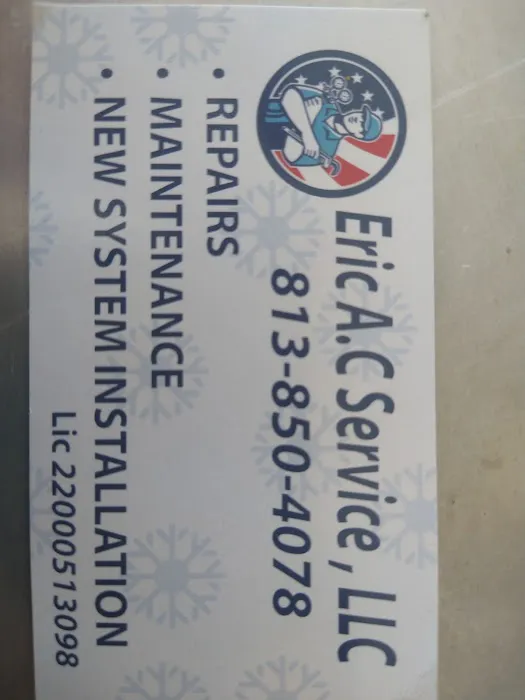 Eric A.C Service, LLC
813-850-4078
• REPAIRS
• MAINTENANCE
• NEW SYSTEM INSTALLATION
Lic 22000513098